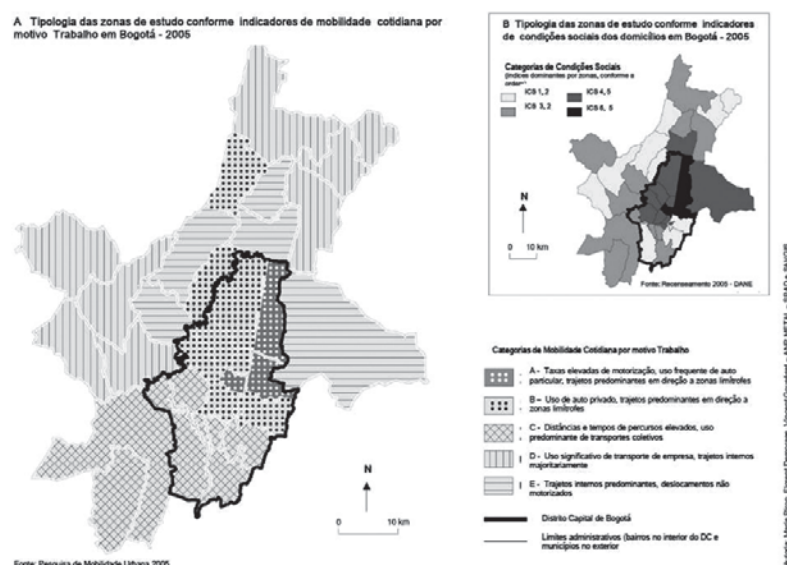 A Tipologia das zonas de estudo conforme indicadores de mobilidade cotidiana por
motivo Trabalho em Bogotá - 2005
N
0 10 km
Fonte: Pesquisa de Mobilidade Urbana 2005
B Tipologia das zonas de estudo conforme indicadores
de condições sociais dos domicílios em Bogotá - 2005
Categorias de Condições Sociais
(índices dominantes por zonas, conforme a
ordem)
ICS 1, 2 ICS 4, 5
ICS 3, 2 ICS 6, 5
N
0 10 km
Fonte: Recenseamento 2005 - DANE
Categorias de Mobilidade Cotidiana por motivo Trabalho
A - Taxas elevadas de motorização, uso frequente de auto
particular, trajetos predominantes em direção a zonas limítrofes
B – Uso de auto privado, trajetos predominantes em direção a
zonas limítrofes
C – Distâncias e tempos de percursos elevados, uso
predominante de transportes coletivos
D - Uso significativo de transporte de empresa, trajetos internos
majoritariamente
E - Trajetos internos predominantes, deslocamentos não
motorizados
Distrito Capital de Bogotá
Limites administrativos (bairros no interior do DC e
municípios no exterior